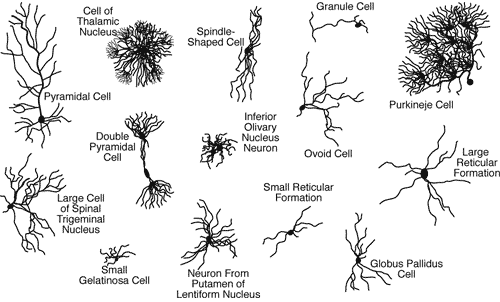 Cell of
Thalamic
Nucleus
Spindle-
Shaped Cell
Granule Cell
Pyramidal Cell
Purkineje Cell
Double
Pyramidal
Cell
Inferior
Olivary
Nucleus
Neuron
Ovoid Cell
Large
Reticular
Formation
Large Cell
of Spinal
Trigeminal
Nucleus
Small Reticular
Formation
Small
Gelatinosa Cell
Neuron From
Putamen of
Lentiform Nucleus
Globus Pallidus
Cell